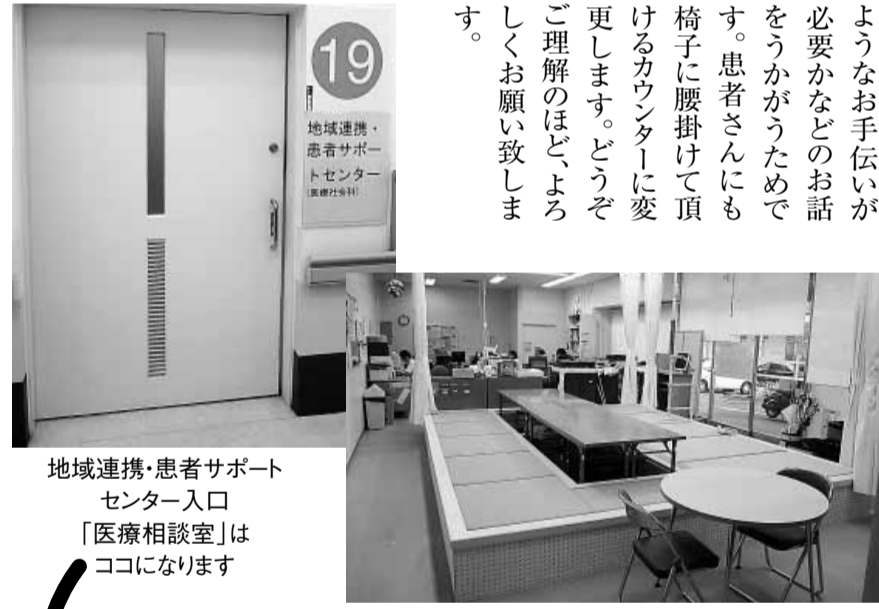 ようなお手伝いが
必要かなどのお話
をうかがうためで
す。患者さんにも
椅子に腰掛けて頂
けるカウンターに変
更します。どうぞ
ご理解のほど、よろ
しくお願い致しま
す。
19
地域連携・
患者サポー
トセンター
(医療社会科)
地域連携・患者サポート
センター入口
「医療相談室」は
ココになります